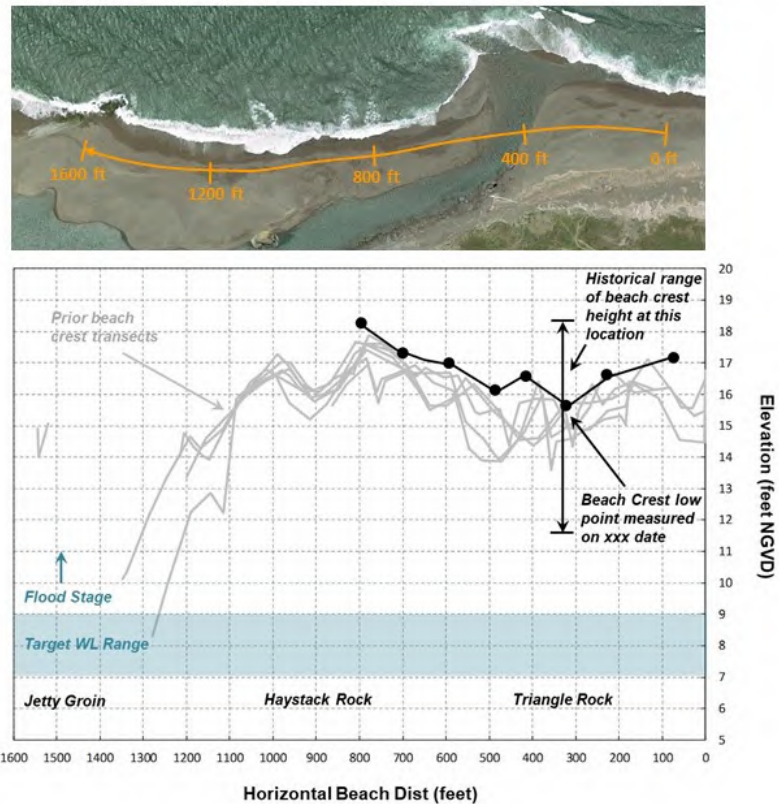 1600 ft
1200 ft
800 ft
400 ft
0 ft
Prior beach
crest transects
Historical range
of beach crest
height at this
location
Beach Crest low
point measured
on xxx date
Flood Stage
Target WL Range
Jetty Groin
Haystack Rock
Triangle Rock
20
19
18
17
16
15
14
13
12
11
10
9
8
7
6
5
Elevation (feet NGVD)
1600 1500 1400 1300 1200 1100 1000 900 800 700 600 500 400 300 200 100 0
Horizontal Beach Dist (feet)